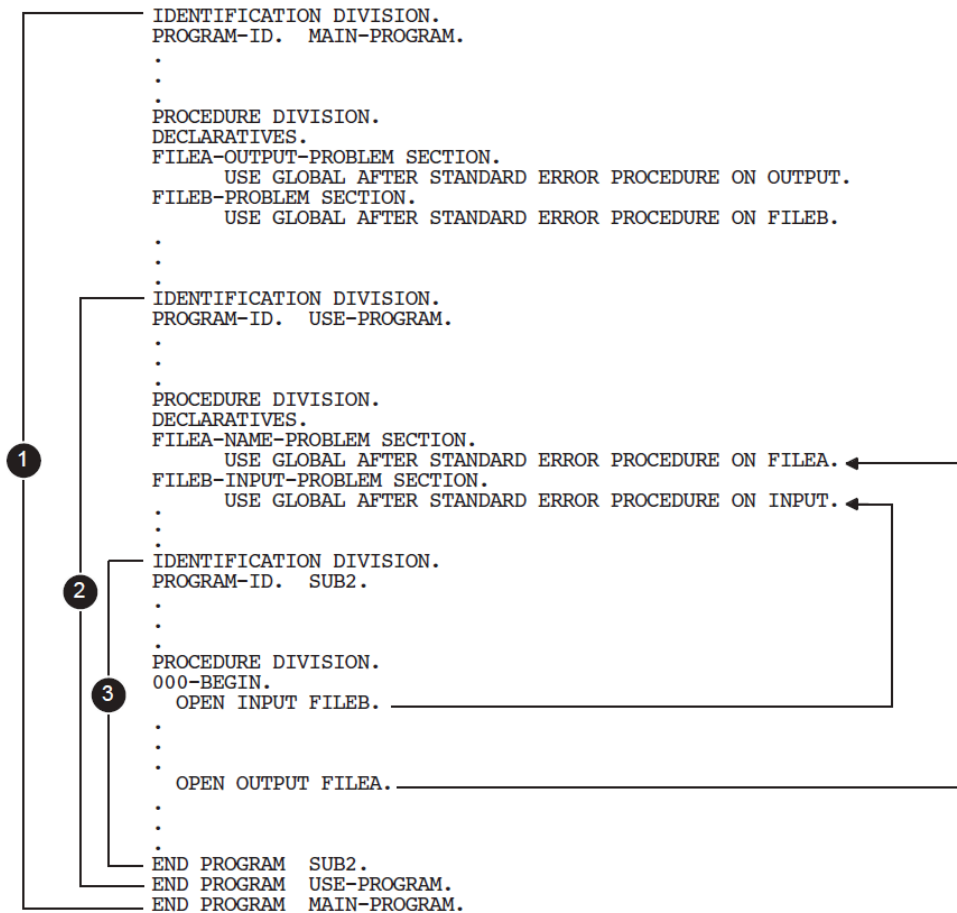 IDENTIFICATION DIVISION.
PROGRAM-ID.  MAIN-PROGRAM.
.
.
.
PROCEDURE DIVISION.
DECLARATIVES.
FILEA-OUTPUT-PROBLEM SECTION.
USE GLOBAL AFTER STANDARD ERROR PROCEDURE ON OUTPUT.
FILEB-PROBLEM SECTION.
USE GLOBAL AFTER STANDARD ERROR PROCEDURE ON FILEB.
.
.
.
IDENTIFICATION DIVISION.
PROGRAM-ID.  USE-PROGRAM.
.
.
.
PROCEDURE DIVISION.
DECLARATIVES.
FILEA-NAME-PROBLEM SECTION.
1
USE GLOBAL AFTER STANDARD ERROR PROCEDURE ON FILEA.
FILEB-INPUT-PROBLEM SECTION.
USE GLOBAL AFTER STANDARD ERROR PROCEDURE ON INPUT.
.
.
.
IDENTIFICATION DIVISION.
2
PROGRAM-ID.  SUB2.
.
.
.
PROCEDURE DIVISION.
000-BEGIN.
3
OPEN INPUT FILEB.
.
.
.
OPEN OUTPUT FILEA.
.
.
.
END PROGRAM  SUB2.
END PROGRAM  USE-PROGRAM.
END PROGRAM  MAIN-PROGRAM.